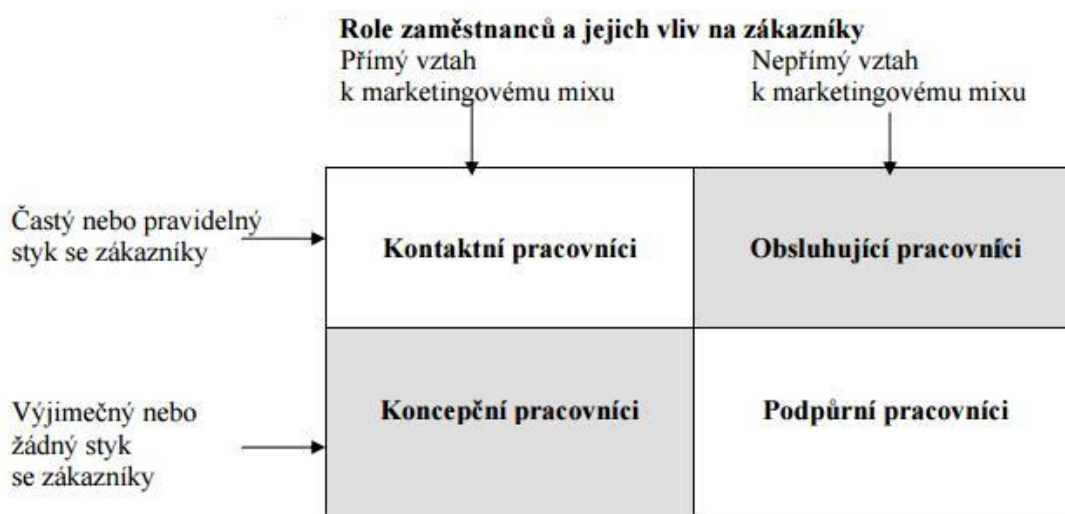 Role zaměstnanců a jejich vliv na zákazníky
Přímý vztah
k marketingovému mixu
Nepřímý vztah
k marketingovému mixu
Častý nebo pravidelný
styk se zákazníky
Kontaktní pracovníci
Obsluhující pracovníci
Výjimečný nebo
žádný styk
se zákazníky
Koncepční pracovníci
Podpůrní pracovníci